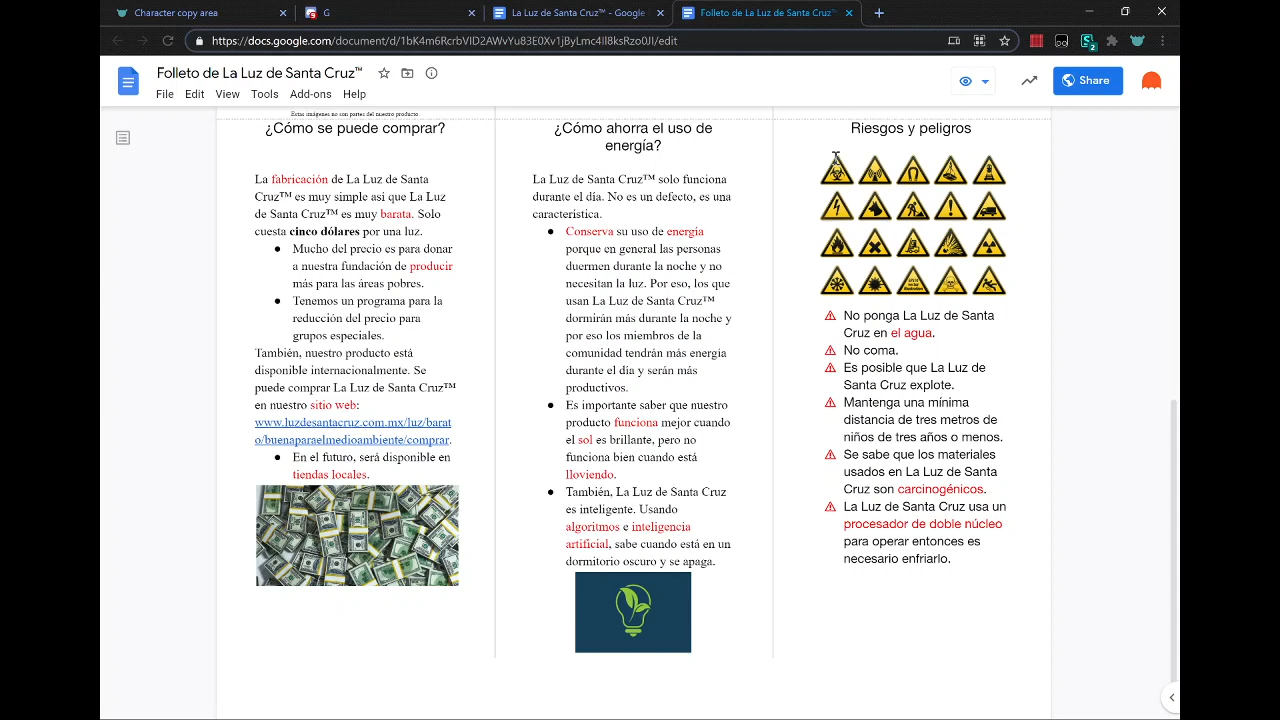 Character copy area
G
La Luz de Santa Cruz™ - Google
Folleto de La Luz de Santa Cruz™
https://docs.google.com/document/d/1bK4m6RcrbVID2AWvYu83E0Xv1jByLmc4Il8ksRzo0JI/edit
Folleto de La Luz de Santa Cruz™
File Edit View Tools Add-ons Help
Share
Estas imágenes no son partes del nuestro producto
¿Cómo se puede comprar?
La fabricación de La Luz de Santa
Cruz™ es muy simple asi que La Luz
de Santa Cruz™ es muy barata. Solo
cuesta cinco dólares por una luz.
● Mucho del precio es para donar
a nuestra fundación de producir
más para las áreas pobres.
● Tenemos un programa para la
reducción del precio para
grupos especiales.
También, nuestro producto está
disponible internacionalmente. Se
puede comprar La Luz de Santa Cruz™
en nuestro sitio web:
www.luzdesantacruz.com.mx/luz/barat
o/buenaparaelmedioambiente/comprar.
● En el futuro, será disponible en
tiendas locales.
¿Cómo ahorra el uso de
energía?
La Luz de Santa Cruz™ solo funciona
durante el día. No es un defecto, es una
característica.
● Conserva su uso de energía
porque en general las personas
duermen durante la noche y no
necesitan la luz. Por eso, los que
usan La Luz de Santa Cruz™
dormirán más durante la noche y
por eso los miembros de la
comunidad tendrán más energia
durante el día y serán más
productivos.
● Es importante saber que nuestro
producto funciona mejor cuando
el sol es brillante, pero no
funciona bien cuando está
lloviendo.
● También, La Luz de Santa Cruz
es inteligente. Usando
algoritmos e inteligencia
artificial, sabe cuando está en un
dormitorio oscuro y se apaga.
Riesgos y peligros
No ponga La Luz de Santa
Cruz en el agua.
No coma.
Es posible que La Luz de
Santa Cruz explote.
Mantenga una mínima
distancia de tres metros de
niños de tres años o menos.
Se sabe que los materiales
usados en La Luz de Santa
Cruz son carcinogénicos.
La Luz de Santa Cruz usa un
procesador de doble núcleo
para operar entonces es
necesario enfriarlo.